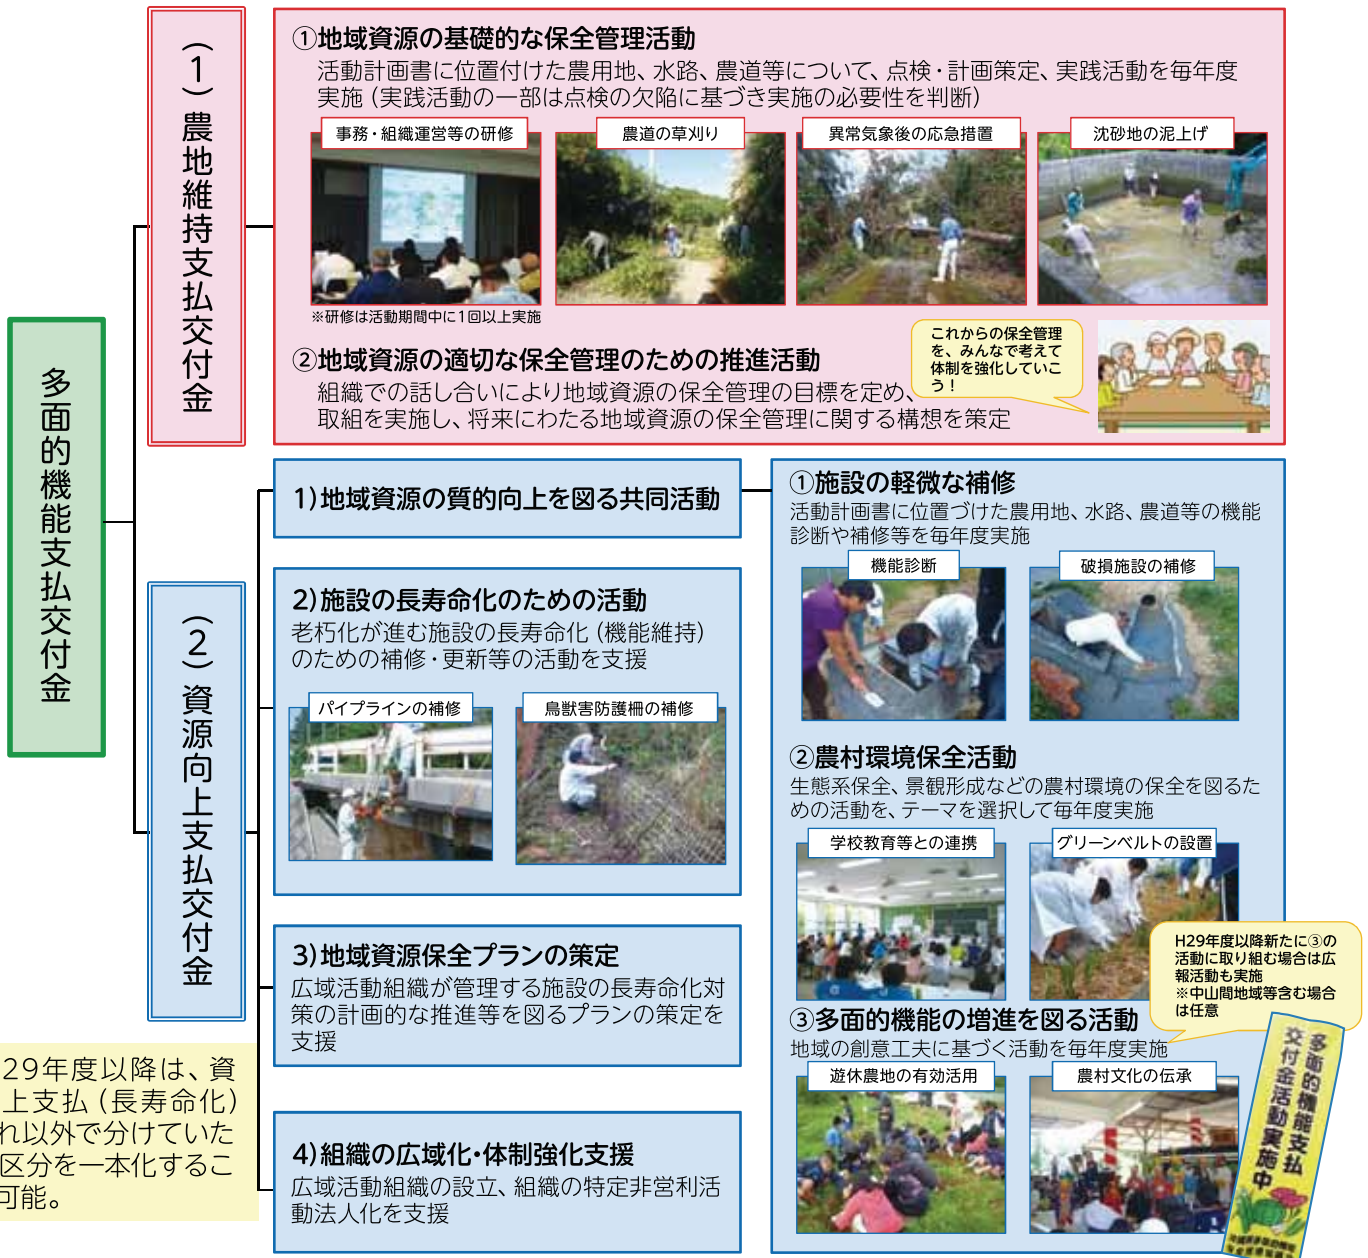 多面的機能支払交付金
（1）農地維持支払交付金
①地域資源の基礎的な保全管理活動
活動計画書に位置付けた農用地、水路、農道等について、点検・計画策定、実践活動を毎年度
実施（実践活動の一部は点検の欠陥に基づき実施の必要性を判断）
事務・組織運営等の研修
農道の草刈り
異常気象後の応急措置
沈砂地の泥上げ
※研修は活動期間中に1回以上実施
②地域資源の適切な保全管理のための推進活動
組織での話し合いにより地域資源の保全管理の目標を定め、
取組を実施し、将来にわたる地域資源の保全管理に関する構想を策定
これからの保全管理
を、みんなで考えて
体制を強化していこ
う！
（2）資源向上支払交付金
1）地域資源の質的向上を図る共同活動
2）施設の長寿命化のための活動
老朽化が進む施設の長寿命化（機能維持）
のための補修・更新等の活動を支援
パイプラインの補修
鳥獣害防護柵の補修
3）地域資源保全プランの策定
広域活動組織が管理する施設の長寿命化対
策の計画的な推進等を図るプランの策定を
支援
4）組織の広域化・体制強化支援
広域活動組織の設立、組織の特定非営利活
動法人化を支援
①施設の軽微な補修
活動計画書に位置づけた農用地、水路、農道等の機能
診断や補修等を毎年度実施
機能診断
破損施設の補修
②農村環境保全活動
生態系保全、景観形成などの農村環境の保全を図るた
めの活動を、テーマを選択して毎年度実施
学校教育等との連携
グリーンベルトの設置
③多面的機能の増進を図る活動
地域の創意工夫に基づく活動を毎年度実施
遊休農地の有効活用
農村文化の伝承
H29年度以降新たに③の
活動に取り組む場合は広
報活動も実施
※中山間地域等含む場合
は任意
多面的機能支払
交付金活動実施中
29年度以降は、資
上支払（長寿命化）
れ以外で分けていた
区分を一本化するこ
可能。